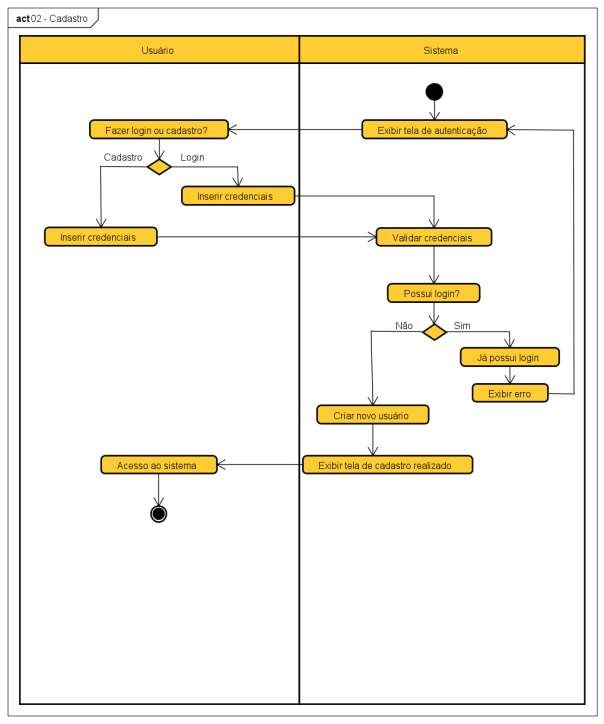 act 02 - Cadastro
Usuário
Sistema
Fazer login ou cadastro?
Exibir tela de autenticação
Cadastro
Login
Inserir credenciais
Inserir credenciais
Validar credenciais
Possui login?
Não
Sim
Já possui login
Exibir erro
Criar novo usuário
Acesso ao sistema
Exibir tela de cadastro realizado